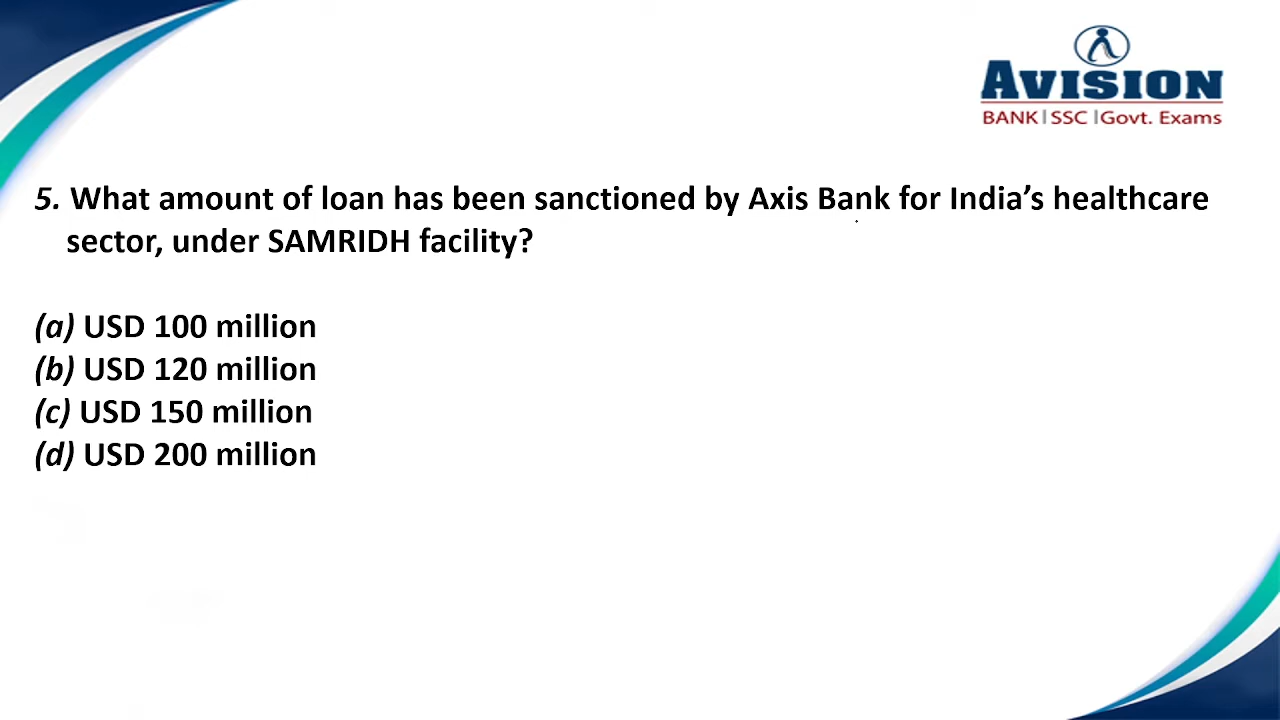 AVISION
BANK | SSC | Govt. Exams
5. What amount of loan has been sanctioned by Axis Bank for India’s healthcare
sector, under SAMRIDH facility?
(a) USD 100 million
(b) USD 120 million
(c) USD 150 million
(d) USD 200 million